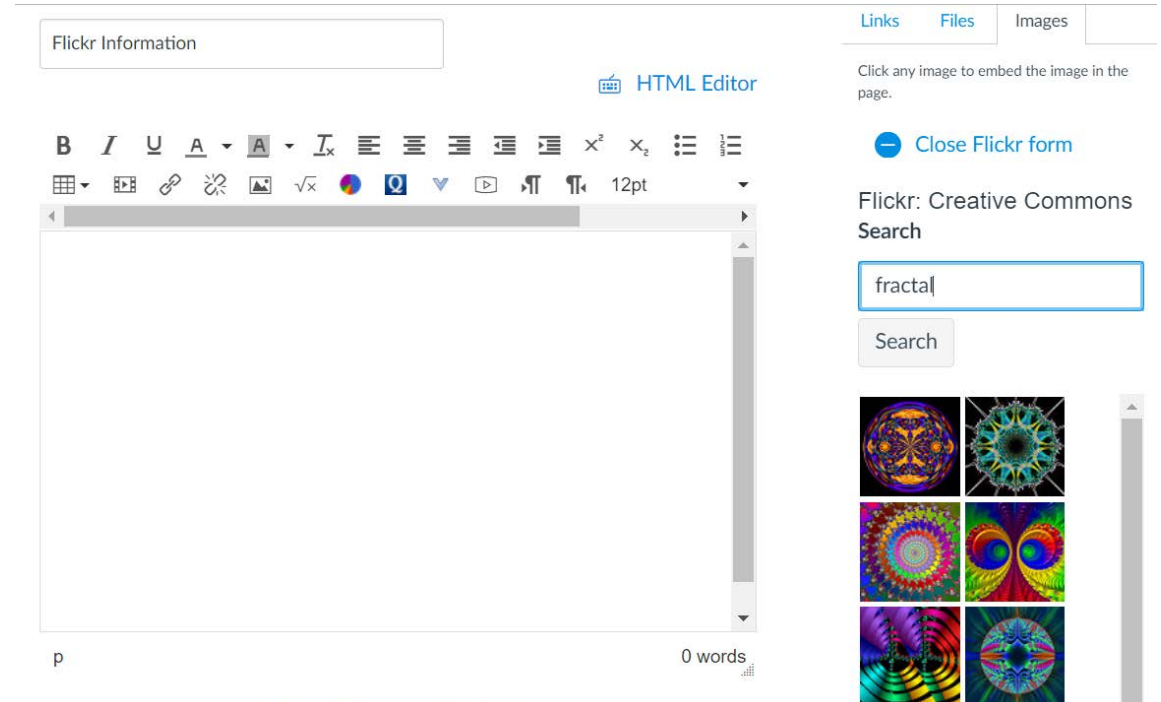 Flickr Information
HTML Editor
12pt
p
0 words
Links Files Images
Click any image to embed the image in the
page.
Close Flickr form
Flickr: Creative Commons
Search
fractal
Search